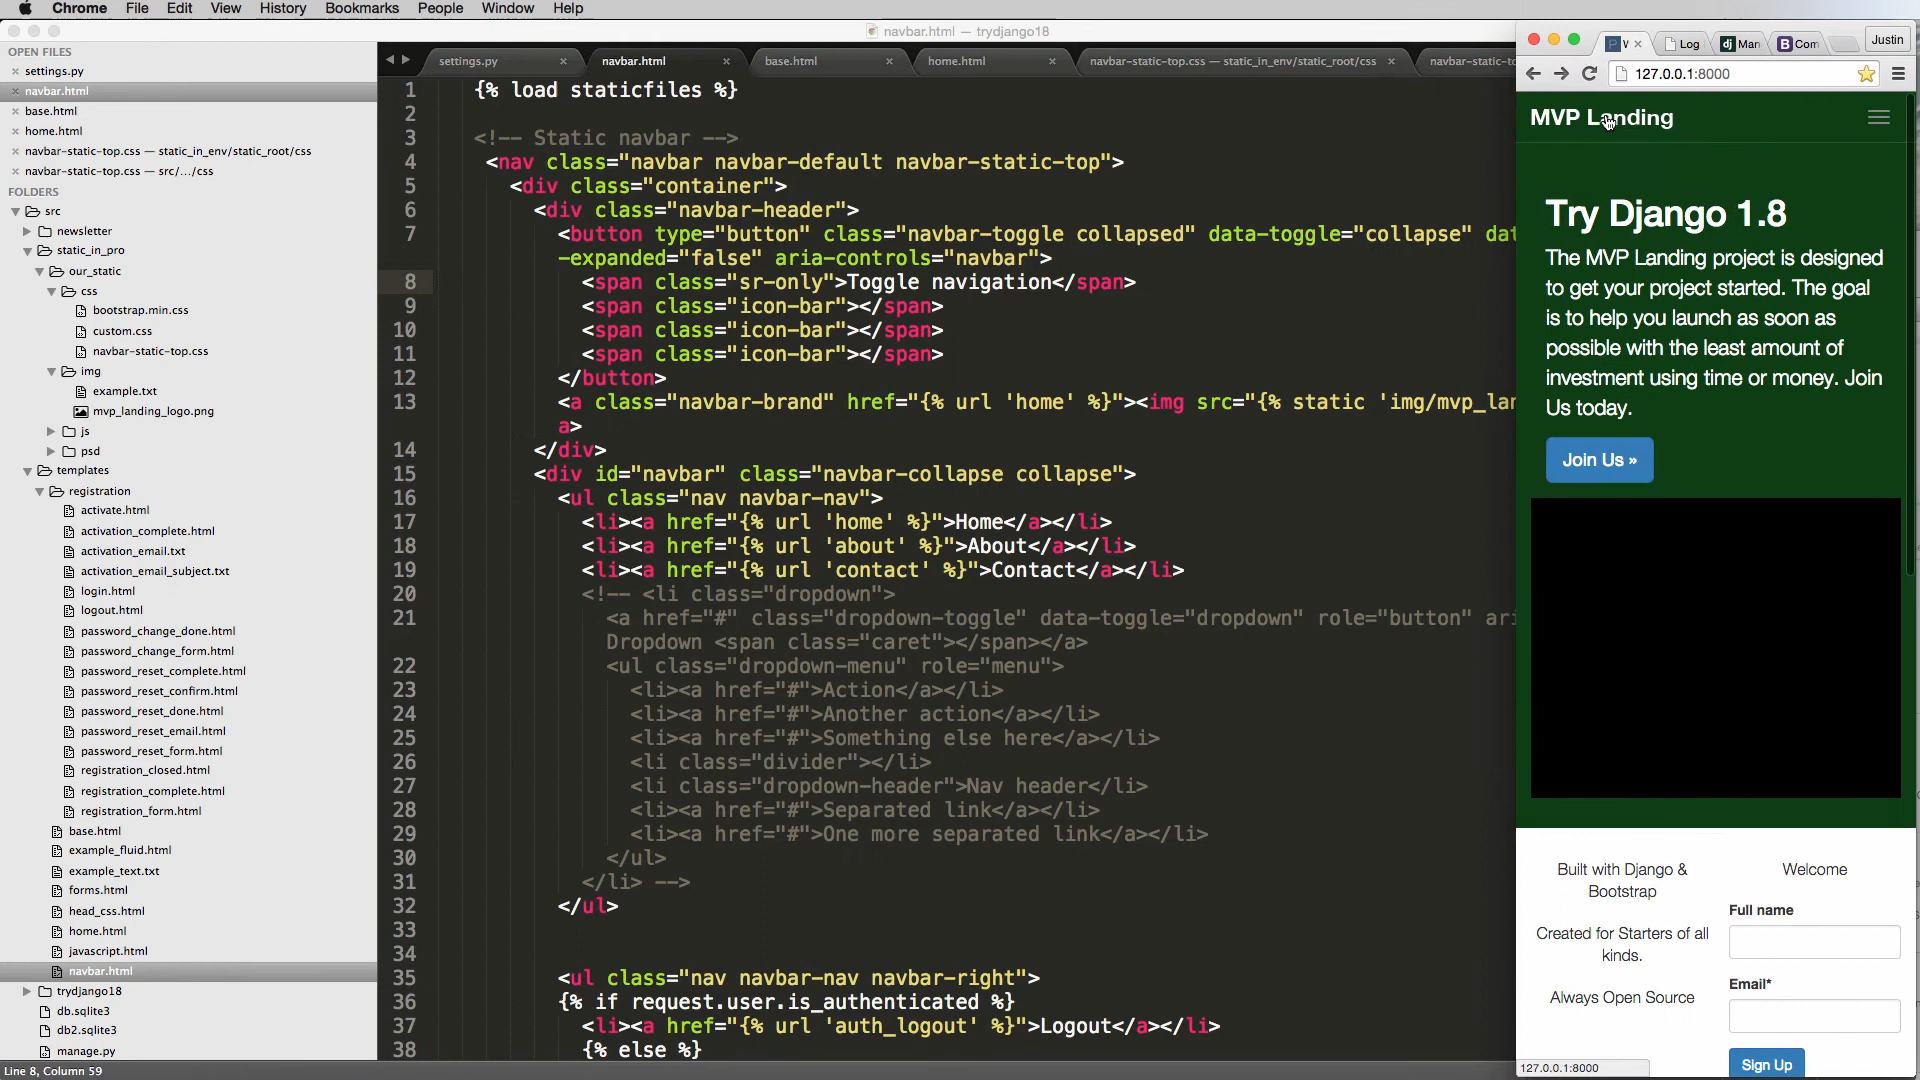 Chrome File Edit View History Bookmarks People Window Help
navbar.html — trydjango18
OPEN FILES
settings.py
navbar.html
base.html
home.html
navbar-static-top.css — static_in_env/static_root/css
navbar-static-top.css — src/.../css
FOLDERS
src
newsletter
static_in_pro
our_static
css
bootstrap.min.css
custom.css
navbar-static-top.css
img
example.txt
mvp_landing_logo.png
js
psd
templates
registration
activate.html
activation_complete.html
activation_email.txt
activation_email_subject.txt
login.html
logout.html
password_change_done.html
password_change_form.html
password_reset_complete.html
password_reset_confirm.html
password_reset_done.html
password_reset_email.html
password_reset_form.html
registration_closed.html
registration_complete.html
registration_form.html
base.html
example_fluid.html
example_text.txt
forms.html
head_css.html
home.html
javascript.html
navbar.html
trydjango18
db.sqlite3
db2.sqlite3
manage.py
Line 8, Column 59
settings.py navbar.html base.html home.html navbar-static-top.css — static_in_env/static_root/css navbar-static-to
1 {% load staticfiles %}
2
3 <!-- Static navbar -->
4 <nav class="navbar navbar-default navbar-static-top">
5 <div class="container">
6 <div class="navbar-header">
7 <button type="button" class="navbar-toggle collapsed" data-toggle="collapse" dat
-expanded="false" aria-controls="navbar">
8 <span class="sr-only">Toggle navigation</span>
9 <span class="icon-bar"></span>
10 <span class="icon-bar"></span>
11 <span class="icon-bar"></span>
12 </button>
13 <a class="navbar-brand" href="{% url 'home' %}"><img src="{% static 'img/mvp_lan
a>
14 </div>
15 <div id="navbar" class="navbar-collapse collapse">
16 <ul class="nav navbar-nav">
17 <li><a href="{% url 'home' %}">Home</a></li>
18 <li><a href="{% url 'about' %}">About</a></li>
19 <li><a href="{% url 'contact' %}">Contact</a></li>
20 <!-- <li class="dropdown">
21 <a href="#" class="dropdown-toggle" data-toggle="dropdown" role="button" ari
Dropdown <span class="caret"></span></a>
22 <ul class="dropdown-menu" role="menu">
23 <li><a href="#">Action</a></li>
24 <li><a href="#">Another action</a></li>
25 <li><a href="#">Something else here</a></li>
26 <li class="divider"></li>
27 <li class="dropdown-header">Nav header</li>
28 <li><a href="#">Separated link</a></li>
29 <li><a href="#">One more separated link</a></li>
30 </ul>
31 </li> -->
32 </ul>
33
34
35 <ul class="nav navbar-nav navbar-right">
36 {% if request.user.is_authenticated %}
37 <li><a href="{% url 'auth_logout' %}">Logout</a></li>
38 {% else %}
Log Man Com Justin
127.0.0.1:8000
MVP Landing
Try Django 1.8
The MVP Landing project is designed
to get your project started. The goal
is to help you launch as soon as
possible with the least amount of
investment using time or money. Join
Us today.
Join Us »
Built with Django &
Bootstrap
Created for Starters of all
kinds.
Always Open Source
Welcome
Full name
Email*
Sign Up
127.0.0.1:8000